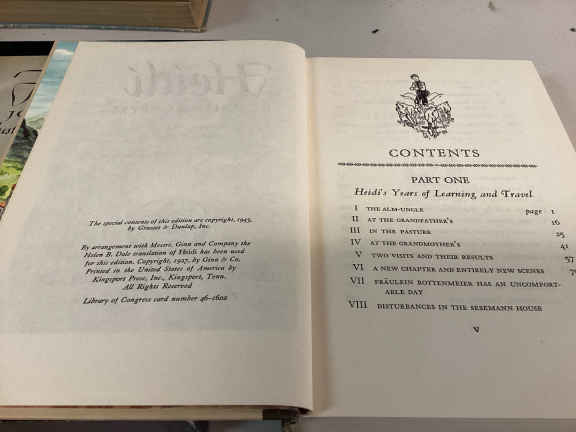 Heidi
The special contents of this edition are copyright, 1945,
by Grosset & Dunlap, Inc.
By arrangement with Messrs. Ginn and Company the
Helen B. Dole translation of Heidi has been used
for this edition. Copyright, 1927, by Ginn & Co.
Printed in the United States of America by
Kingsport Press, Inc., Kingsport, Tenn.
All Rights Reserved
Library of Congress card number 46-1602
CONTENTS
PART ONE
Heidi's Years of Learning and Travel
I THE ALM-UNCLE page 1
II AT THE GRANDFATHER'S 16
III IN THE PASTURE 25
IV AT THE GRANDMOTHER'S 41
V TWO VISITS AND THEIR RESULTS 57
VI A NEW CHAPTER AND ENTIRELY NEW SCENES
VII FRÄULEIN ROTTENMEIER HAS AN UNCOMFORT-
ABLE DAY
VIII DISTURBANCES IN THE SESEMANN HOUSE
V